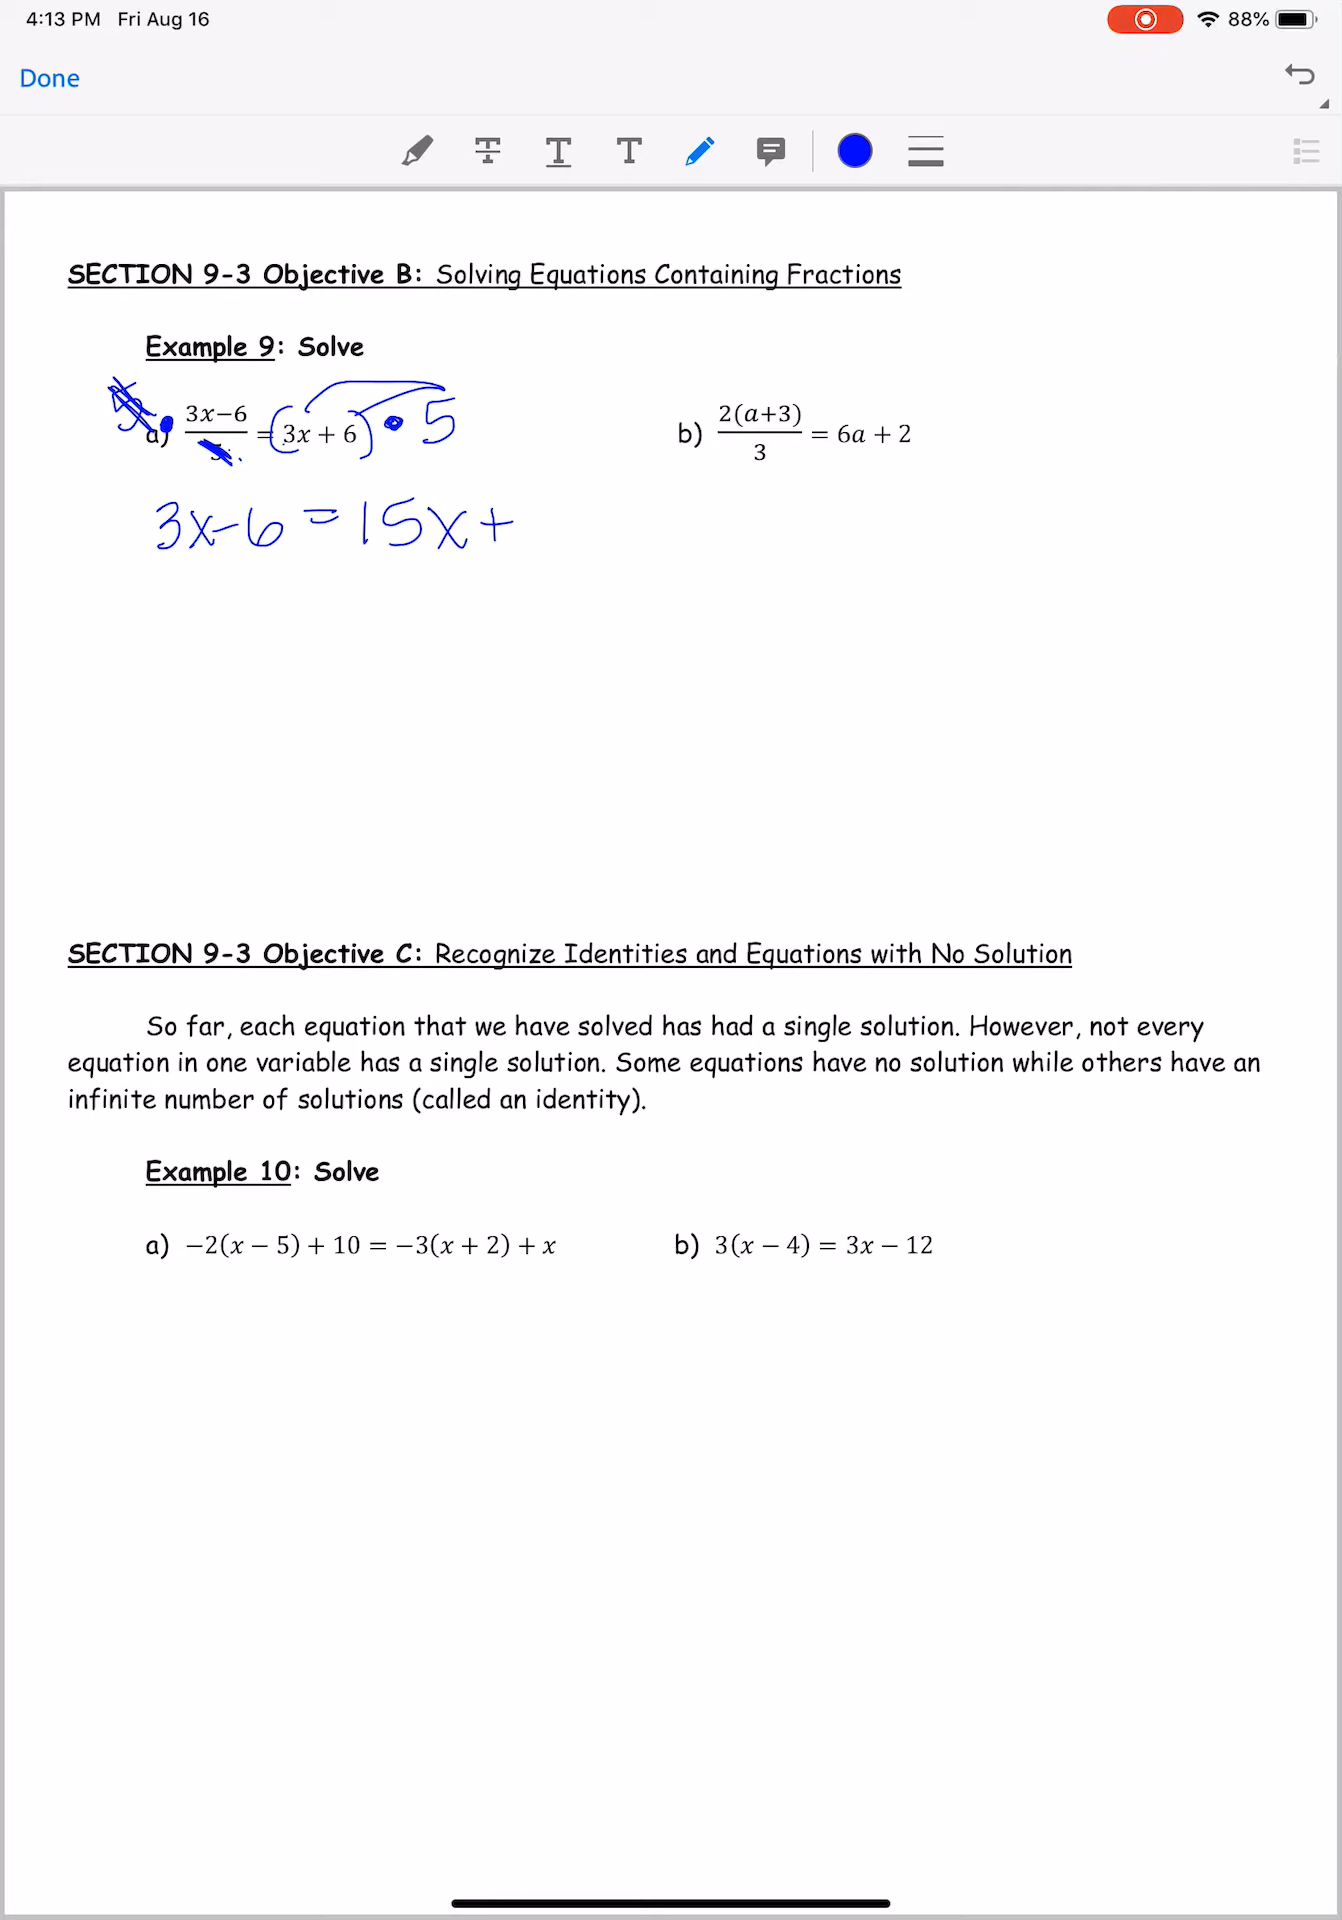 4:13 PM Fri Aug 16 88%
Done
T T T
SECTION 9-3 Objective B: Solving Equations Containing Fractions
Example 9: Solve
a) 3x−6 / 5 = (3x + 6) • 5
b) 2(a+3) / 3 = 6a + 2
3x-6 = 15x+
SECTION 9-3 Objective C: Recognize Identities and Equations with No Solution
So far, each equation that we have solved has had a single solution. However, not every
equation in one variable has a single solution. Some equations have no solution while others have an
infinite number of solutions (called an identity).
Example 10: Solve
a) −2(x − 5) + 10 = −3(x + 2) + x
b) 3(x − 4) = 3x − 12